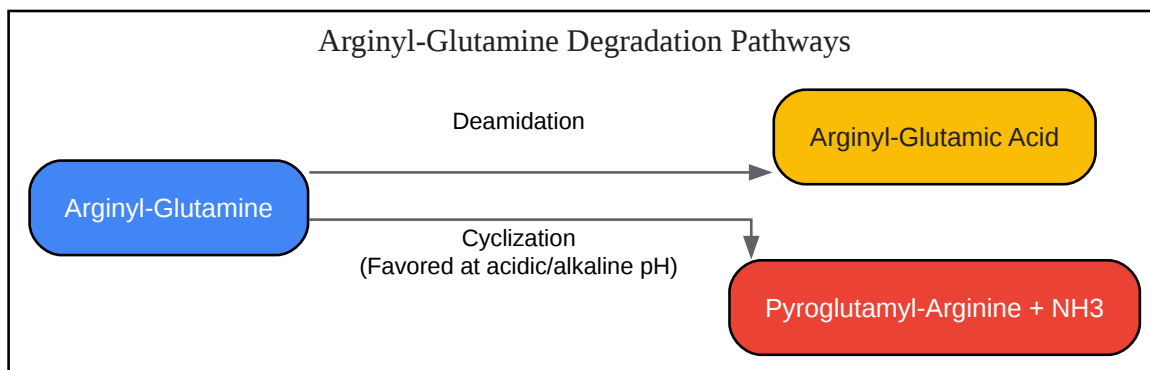 Arginyl-Glutamine Degradation Pathways
Deamidation
Arginyl-Glutamic Acid
Arginyl-Glutamine
Cyclization
(Favored at acidic/alkaline pH)
Pyroglutamyl-Arginine + NH3